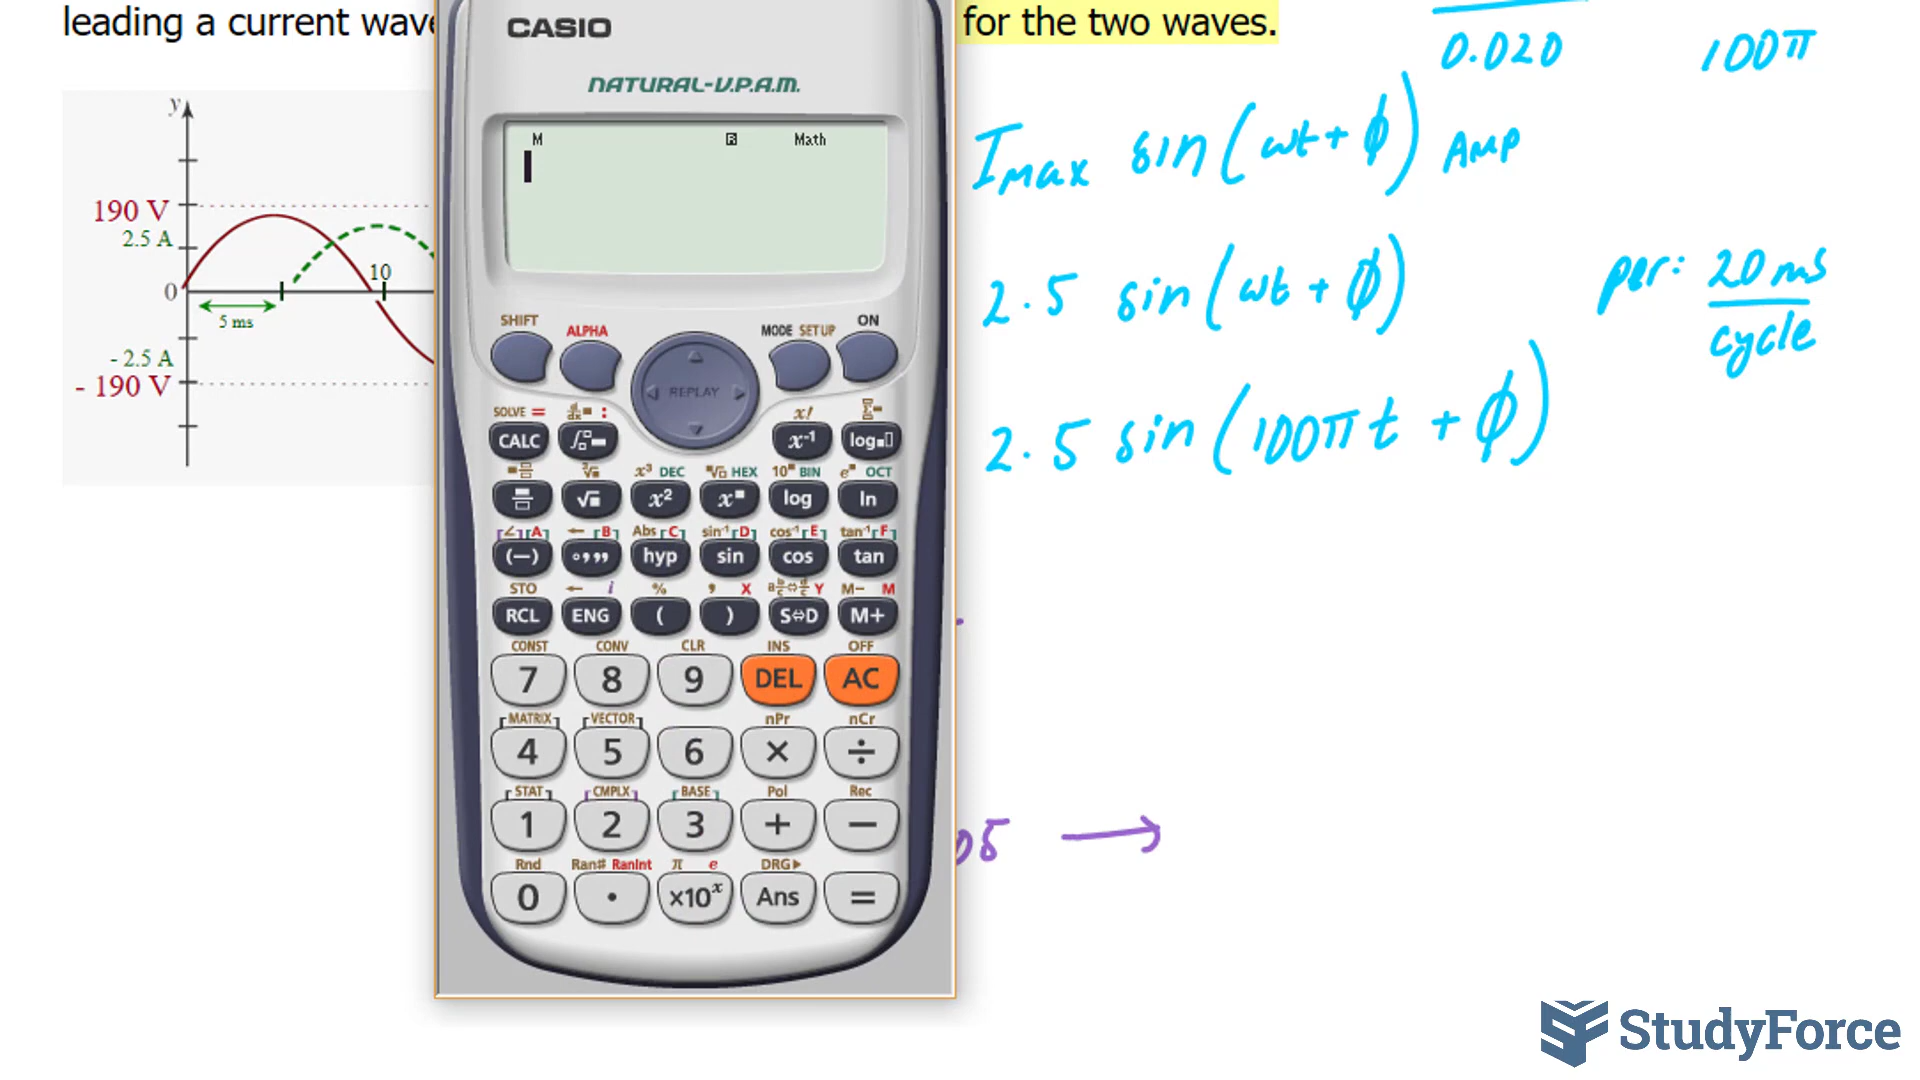 leading a current wave
for the two waves.
0.020
100π
y
190 V
2.5 A
0
10
5 ms
- 2.5 A
- 190 V
I MAX sin(ωt + ϕ) AMP
2.5 sin(ωt + ϕ)
per: 20 ms
cycle
2.5 sin(100πt + ϕ)
05 →
CASIO
NATURAL-V.P.A.M.
M R Math
SHIFT ALPHA MODE SETUP ON
REPLAY
SOLVE = d/dx : x! Σ
CALC ∫ x⁻¹ log
x³ DEC √ HEX 10 BIN e OCT
√ x² x log ln
∠ A ← B Abs C sin⁻¹ D cos⁻¹ E tan⁻¹ F
(−) °,,, hyp sin cos tan
STO ← i % , X Y M− M
RCL ENG ( ) S⇔D M+
CONST CONV CLR INS OFF
7 8 9 DEL AC
MATRIX VECTOR nPr nCr
4 5 6 × ÷
STAT CMPLX BASE Pol Rec
1 2 3 + −
Rnd Ran# RanInt π e DRG▶
0 . ×10ˣ Ans =
StudyForce